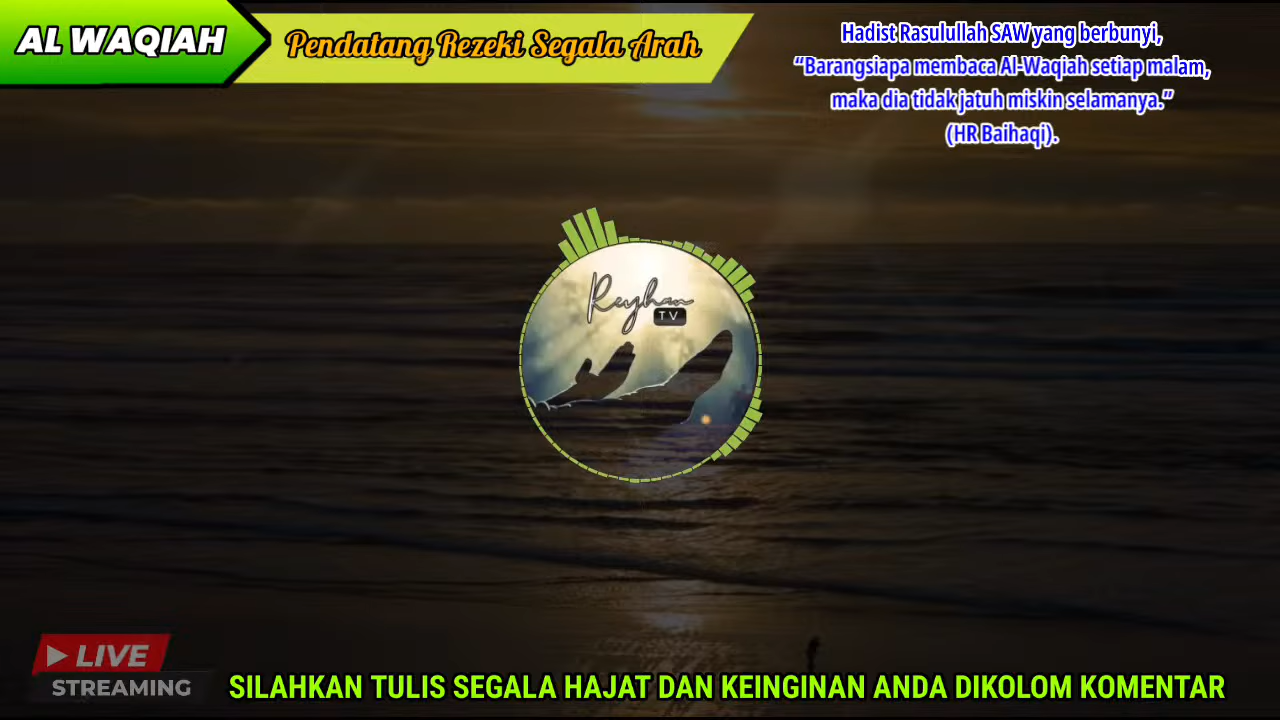 AL WAQIAH
Pendatang Rezeki Segala Arah
Hadist Rasulullah SAW yang berbunyi,
“Barangsiapa membaca Al-Waqiah setiap malam,
maka dia tidak jatuh miskin selamanya.”
(HR Baihaqi).
Reyhan
TV
LIVE
STREAMING
SILAHKAN TULIS SEGALA HAJAT DAN KEINGINAN ANDA DIKOLOM KOMENTAR